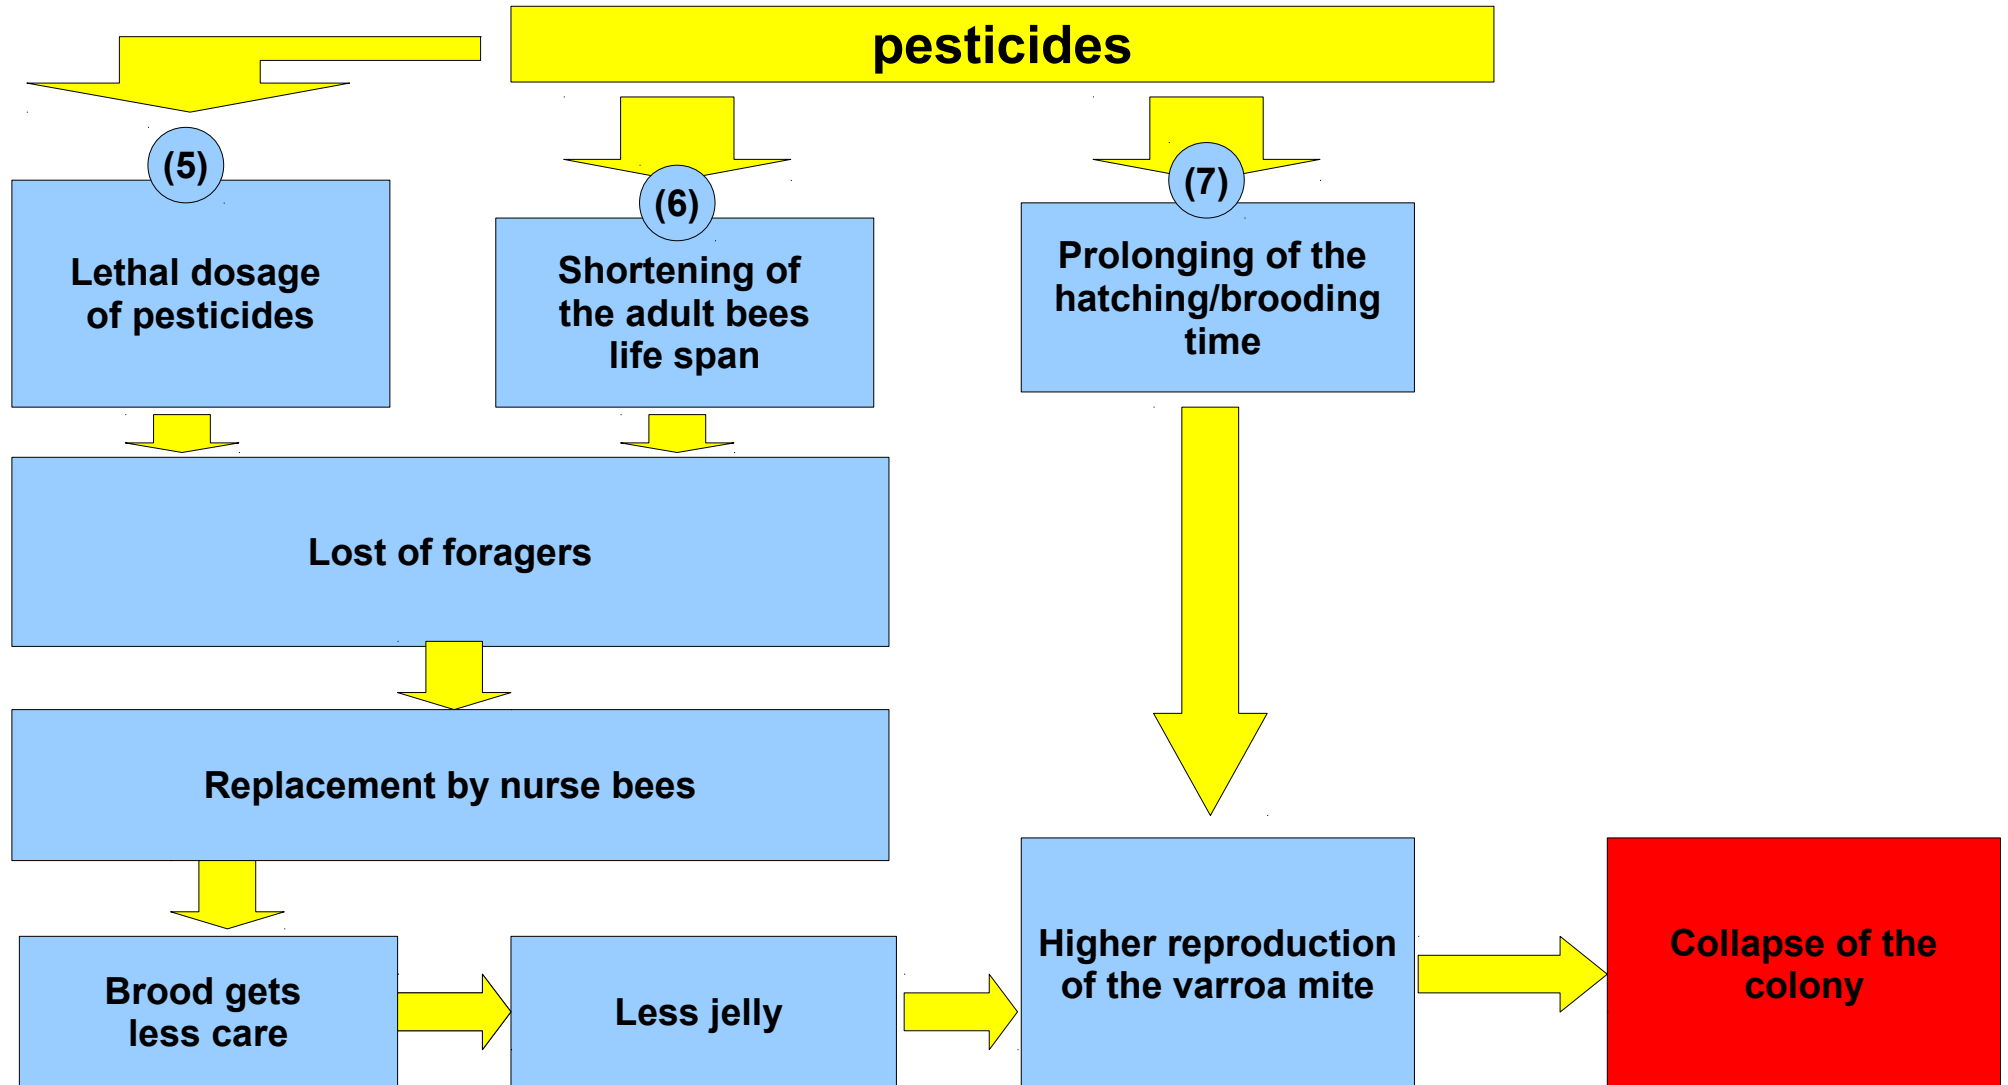 pesticides
(5)
Lethal dosage
of pesticides
(6)
Shortening of
the adult bees
life span
(7)
Prolonging of the
hatching/brooding
time
Lost of foragers
Replacement by nurse bees
Brood gets
less care
Less jelly
Higher reproduction
of the varroa mite
Collapse of the
colony